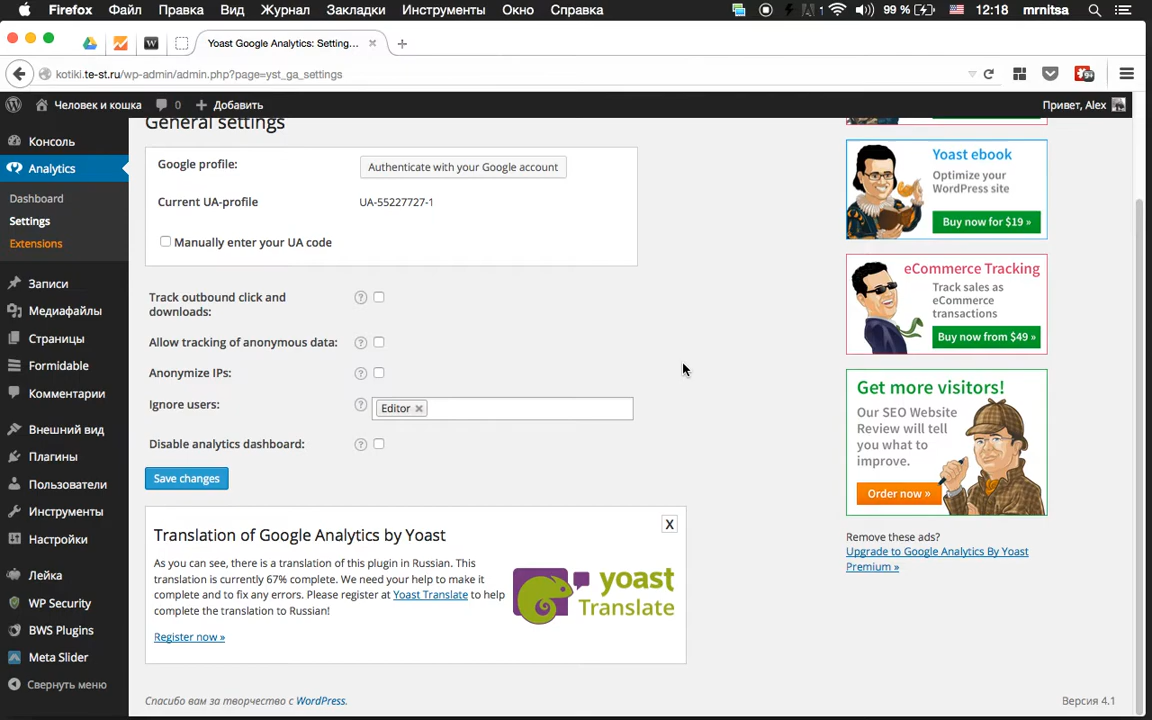 Firefox Файл Правка Вид Журнал Закладки Инструменты Окно Справка 1 99 % 12:18 mrnitsa
Yoast Google Analytics: Setting...
kotiki.te-st.ru/wp-admin/admin.php?page=yst_ga_settings
9+
Человек и кошка 0 Добавить Привет, Alex
Консоль
Analytics
Dashboard
Settings
Extensions
Записи
Медиафайлы
Страницы
Formidable
Комментарии
Внешний вид
Плагины
Пользователи
Инструменты
Настройки
Лейка
WP Security
BWS Plugins
Meta Slider
Свернуть меню
General settings
Google profile: Authenticate with your Google account
Current UA-profile UA-55227727-1
Manually enter your UA code
Track outbound click and
downloads: ?
Allow tracking of anonymous data: ?
Anonymize IPs: ?
Ignore users: ? Editor x
Disable analytics dashboard: ?
Save changes
Translation of Google Analytics by Yoast
X
As you can see, there is a translation of this plugin in Russian. This
translation is currently 67% complete. We need your help to make it
complete and to fix any errors. Please register at Yoast Translate to help
complete the translation to Russian!
Register now »
yoast
Translate
Yoast ebook
Optimize your
WordPress site
Buy now for $19 »
eCommerce Tracking
Track sales as
eCommerce
transactions
Buy now from $49 »
Get more visitors!
Our SEO Website
Review will tell
you what to
improve.
Order now »
Remove these ads?
Upgrade to Google Analytics By Yoast
Premium »
Спасибо вам за творчество с WordPress.
Версия 4.1